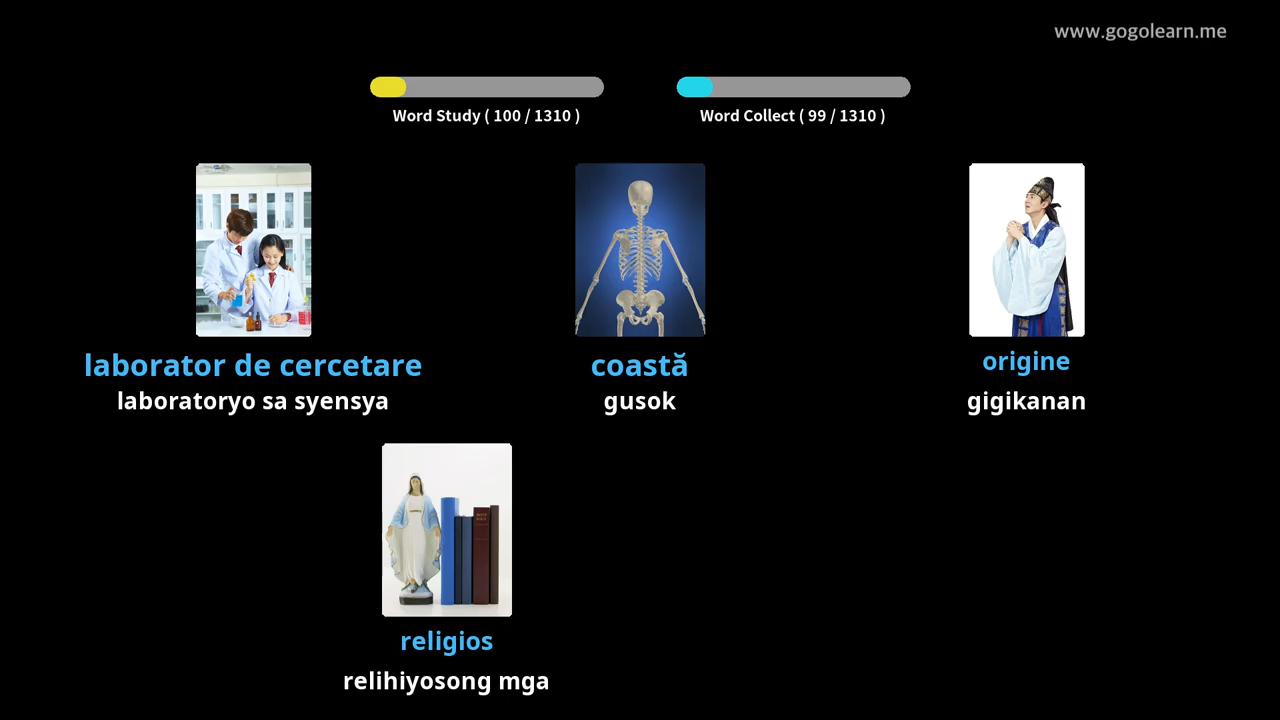 www.gogolearn.me
Word Study ( 100 / 1310 )
Word Collect ( 99 / 1310 )
laborator de cercetare
laboratoryo sa syensya
coastă
gusok
origine
gigikanan
religios
relihiyosong mga